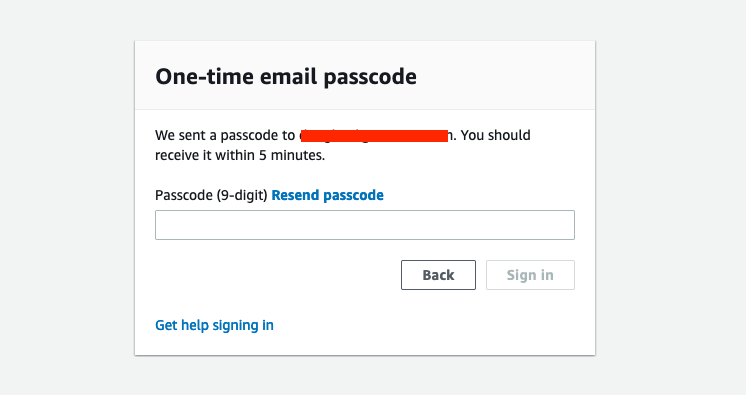 One-time email passcode
We sent a passcode to . You should
receive it within 5 minutes.
Passcode (9-digit) Resend passcode
Back
Sign in
Get help signing in